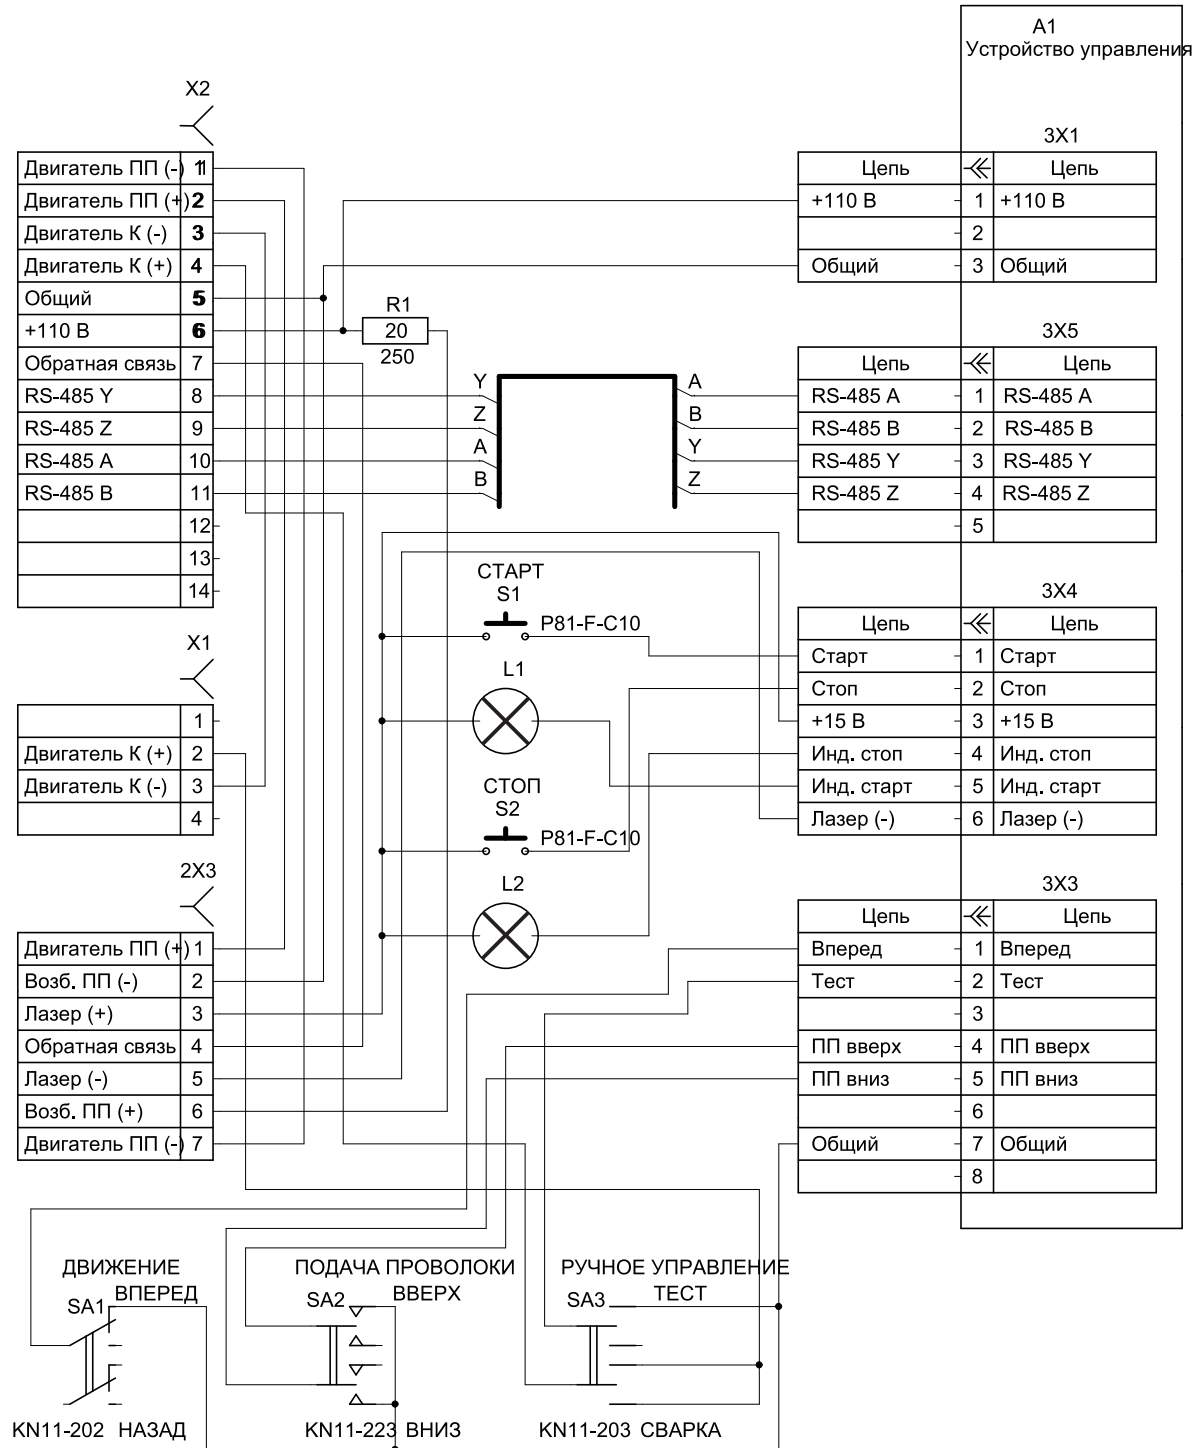 A1
Устройство управления
X2
Двигатель ПП (-) 1
Двигатель ПП (+) 2
Двигатель К (-) 3
Двигатель К (+) 4
Общий 5
+110 В 6
Обратная связь 7
RS-485 Y 8
RS-485 Z 9
RS-485 A 10
RS-485 B 11
12
13
14
R1
20
250
Y
Z
A
B
A
B
Y
Z
3X1
Цепь Цепь
+110 В 1 +110 В
2
Общий 3 Общий
3X5
Цепь Цепь
RS-485 A 1 RS-485 A
RS-485 B 2 RS-485 B
RS-485 Y 3 RS-485 Y
RS-485 Z 4 RS-485 Z
5
X1
1
Двигатель К (+) 2
Двигатель К (-) 3
4
СТАРТ
S1
P81-F-C10
L1
СТОП
S2
P81-F-C10
L2
3X4
Цепь Цепь
Старт 1 Старт
Стоп 2 Стоп
+15 В 3 +15 В
Инд. стоп 4 Инд. стоп
Инд. старт 5 Инд. старт
Лазер (-) 6 Лазер (-)
2X3
Двигатель ПП (+) 1
Возб. ПП (-) 2
Лазер (+) 3
Обратная связь 4
Лазер (-) 5
Возб. ПП (+) 6
Двигатель ПП (-) 7
3X3
Цепь Цепь
Вперед 1 Вперед
Тест 2 Тест
3
ПП вверх 4 ПП вверх
ПП вниз 5 ПП вниз
6
Общий 7 Общий
8
ДВИЖЕНИЕ
ВПЕРЕД
SA1
KN11-202 НАЗАД
ПОДАЧА ПРОВОЛОКИ
SA2 ВВЕРХ
KN11-223 ВНИЗ
РУЧНОЕ УПРАВЛЕНИЕ
SA3 ТЕСТ
KN11-203 СВАРКА